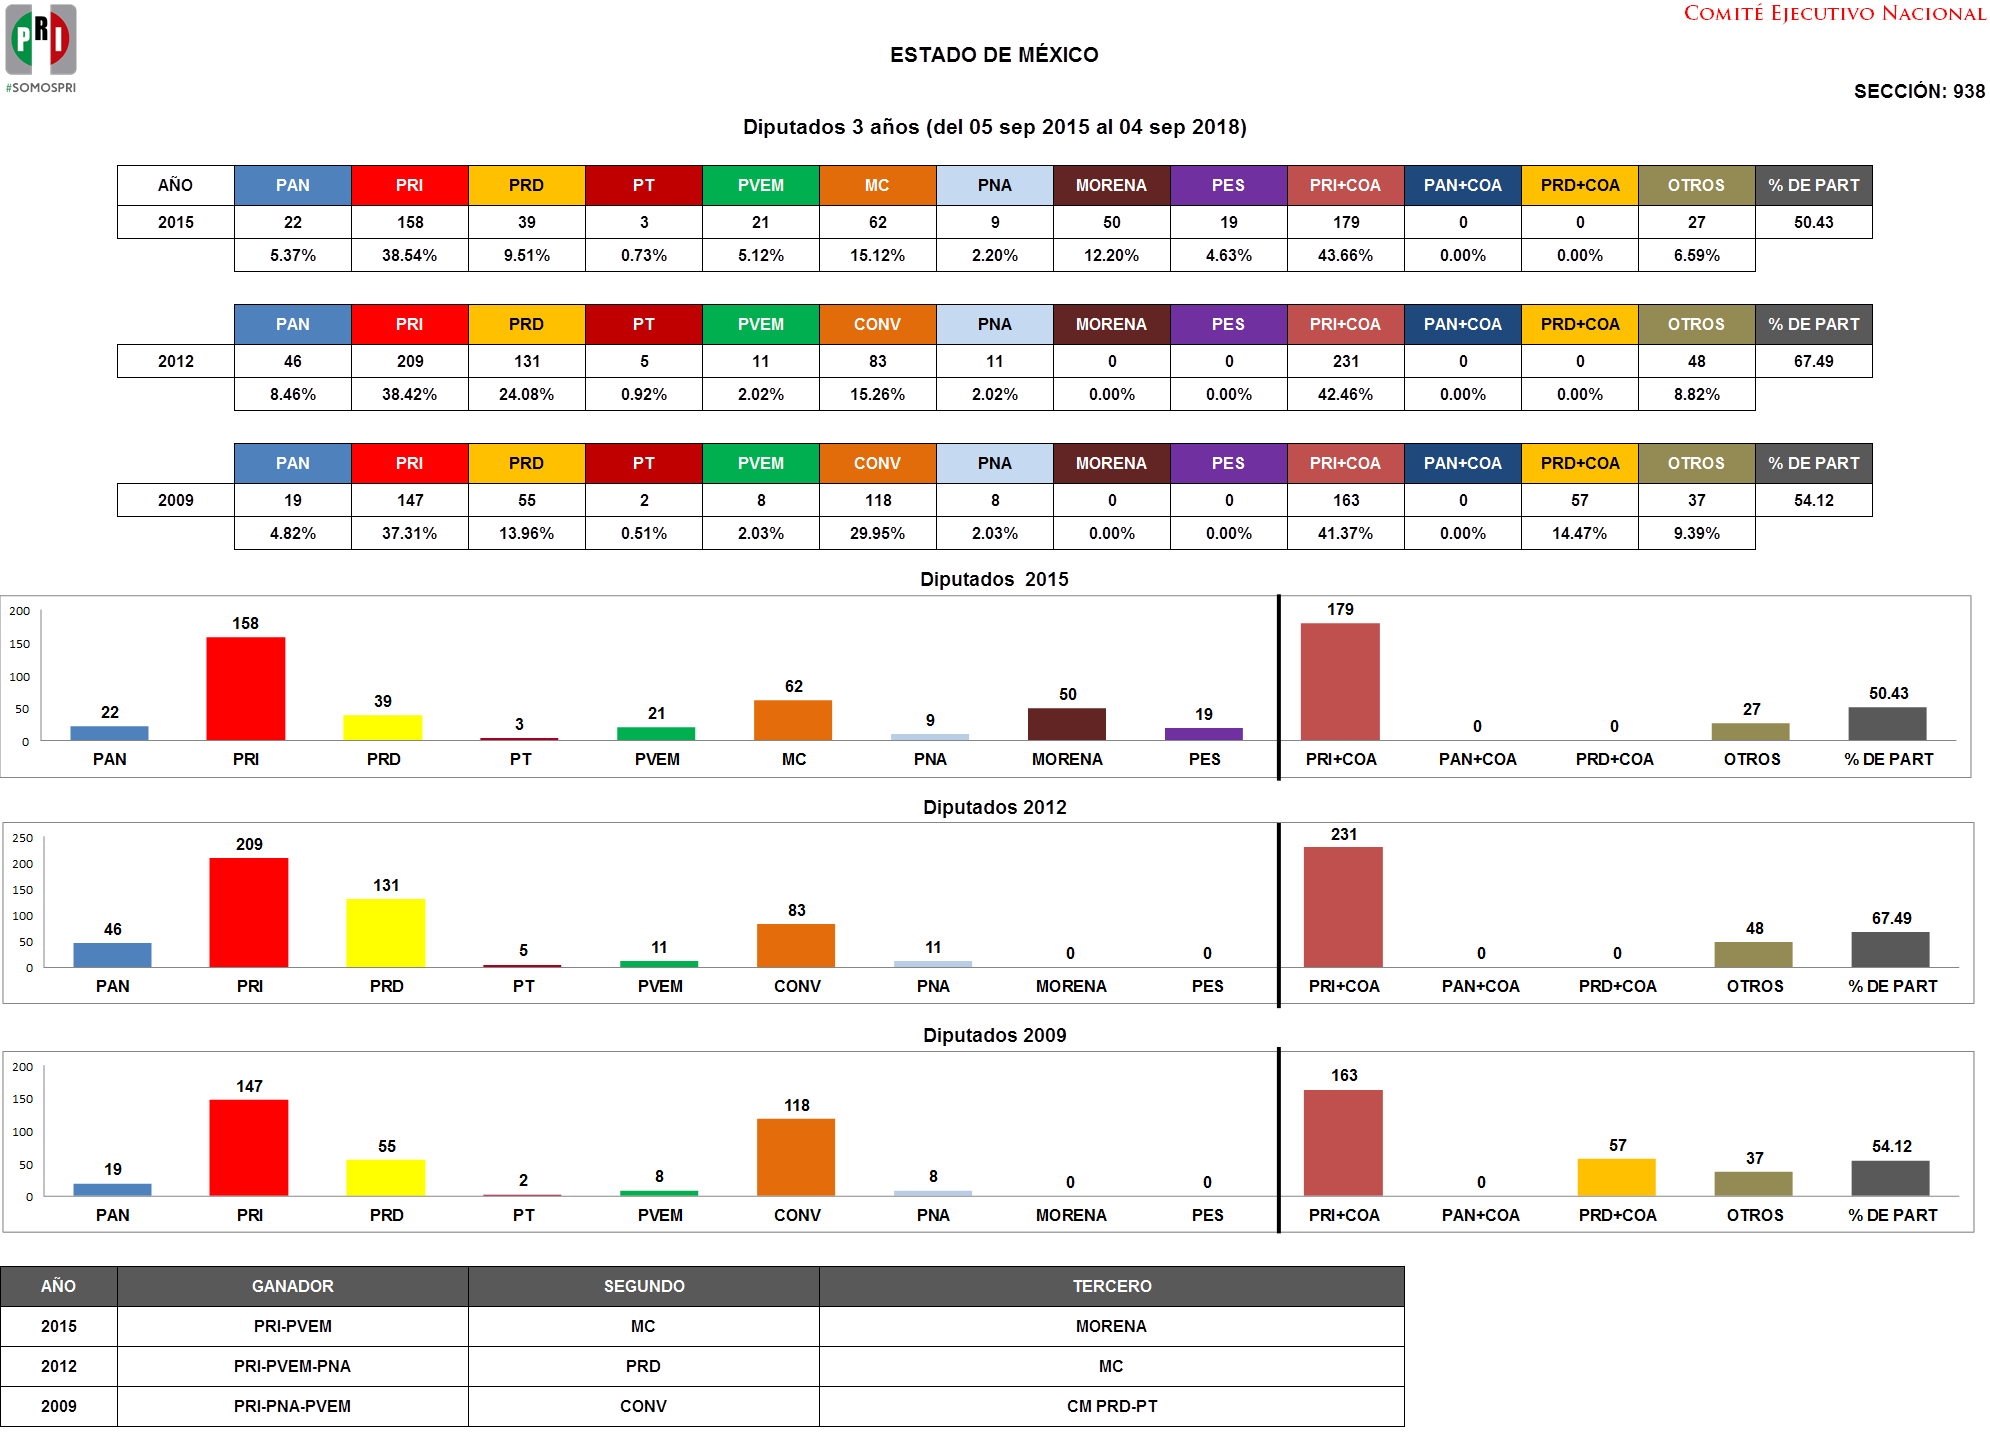 PRI
#SOMOSPRI
COMITÉ EJECUTIVO NACIONAL
ESTADO DE MÉXICO
SECCIÓN: 938
Diputados 3 años (del 05 sep 2015 al 04 sep 2018)
AÑO PAN PRI PRD PT PVEM MC PNA MORENA PES PRI+COA PAN+COA PRD+COA OTROS % DE PART
2015 22 158 39 3 21 62 9 50 19 179 0 0 27 50.43
5.37% 38.54% 9.51% 0.73% 5.12% 15.12% 2.20% 12.20% 4.63% 43.66% 0.00% 0.00% 6.59%
PAN PRI PRD PT PVEM CONV PNA MORENA PES PRI+COA PAN+COA PRD+COA OTROS % DE PART
2012 46 209 131 5 11 83 11 0 0 231 0 0 48 67.49
8.46% 38.42% 24.08% 0.92% 2.02% 15.26% 2.02% 0.00% 0.00% 42.46% 0.00% 0.00% 8.82%
PAN PRI PRD PT PVEM CONV PNA MORENA PES PRI+COA PAN+COA PRD+COA OTROS % DE PART
2009 19 147 55 2 8 118 8 0 0 163 0 57 37 54.12
4.82% 37.31% 13.96% 0.51% 2.03% 29.95% 2.03% 0.00% 0.00% 41.37% 0.00% 14.47% 9.39%
Diputados 2015
200
150
100
50
0
22 158 39 3 21 62 9 50 19 179 0 0 27 50.43
PAN PRI PRD PT PVEM MC PNA MORENA PES PRI+COA PAN+COA PRD+COA OTROS % DE PART
Diputados 2012
250
200
150
100
50
0
46 209 131 5 11 83 11 0 0 231 0 0 48 67.49
PAN PRI PRD PT PVEM CONV PNA MORENA PES PRI+COA PAN+COA PRD+COA OTROS % DE PART
Diputados 2009
200
150
100
50
0
19 147 55 2 8 118 8 0 0 163 0 57 37 54.12
PAN PRI PRD PT PVEM CONV PNA MORENA PES PRI+COA PAN+COA PRD+COA OTROS % DE PART
AÑO GANADOR SEGUNDO TERCERO
2015 PRI-PVEM MC MORENA
2012 PRI-PVEM-PNA PRD MC
2009 PRI-PNA-PVEM CONV CM PRD-PT